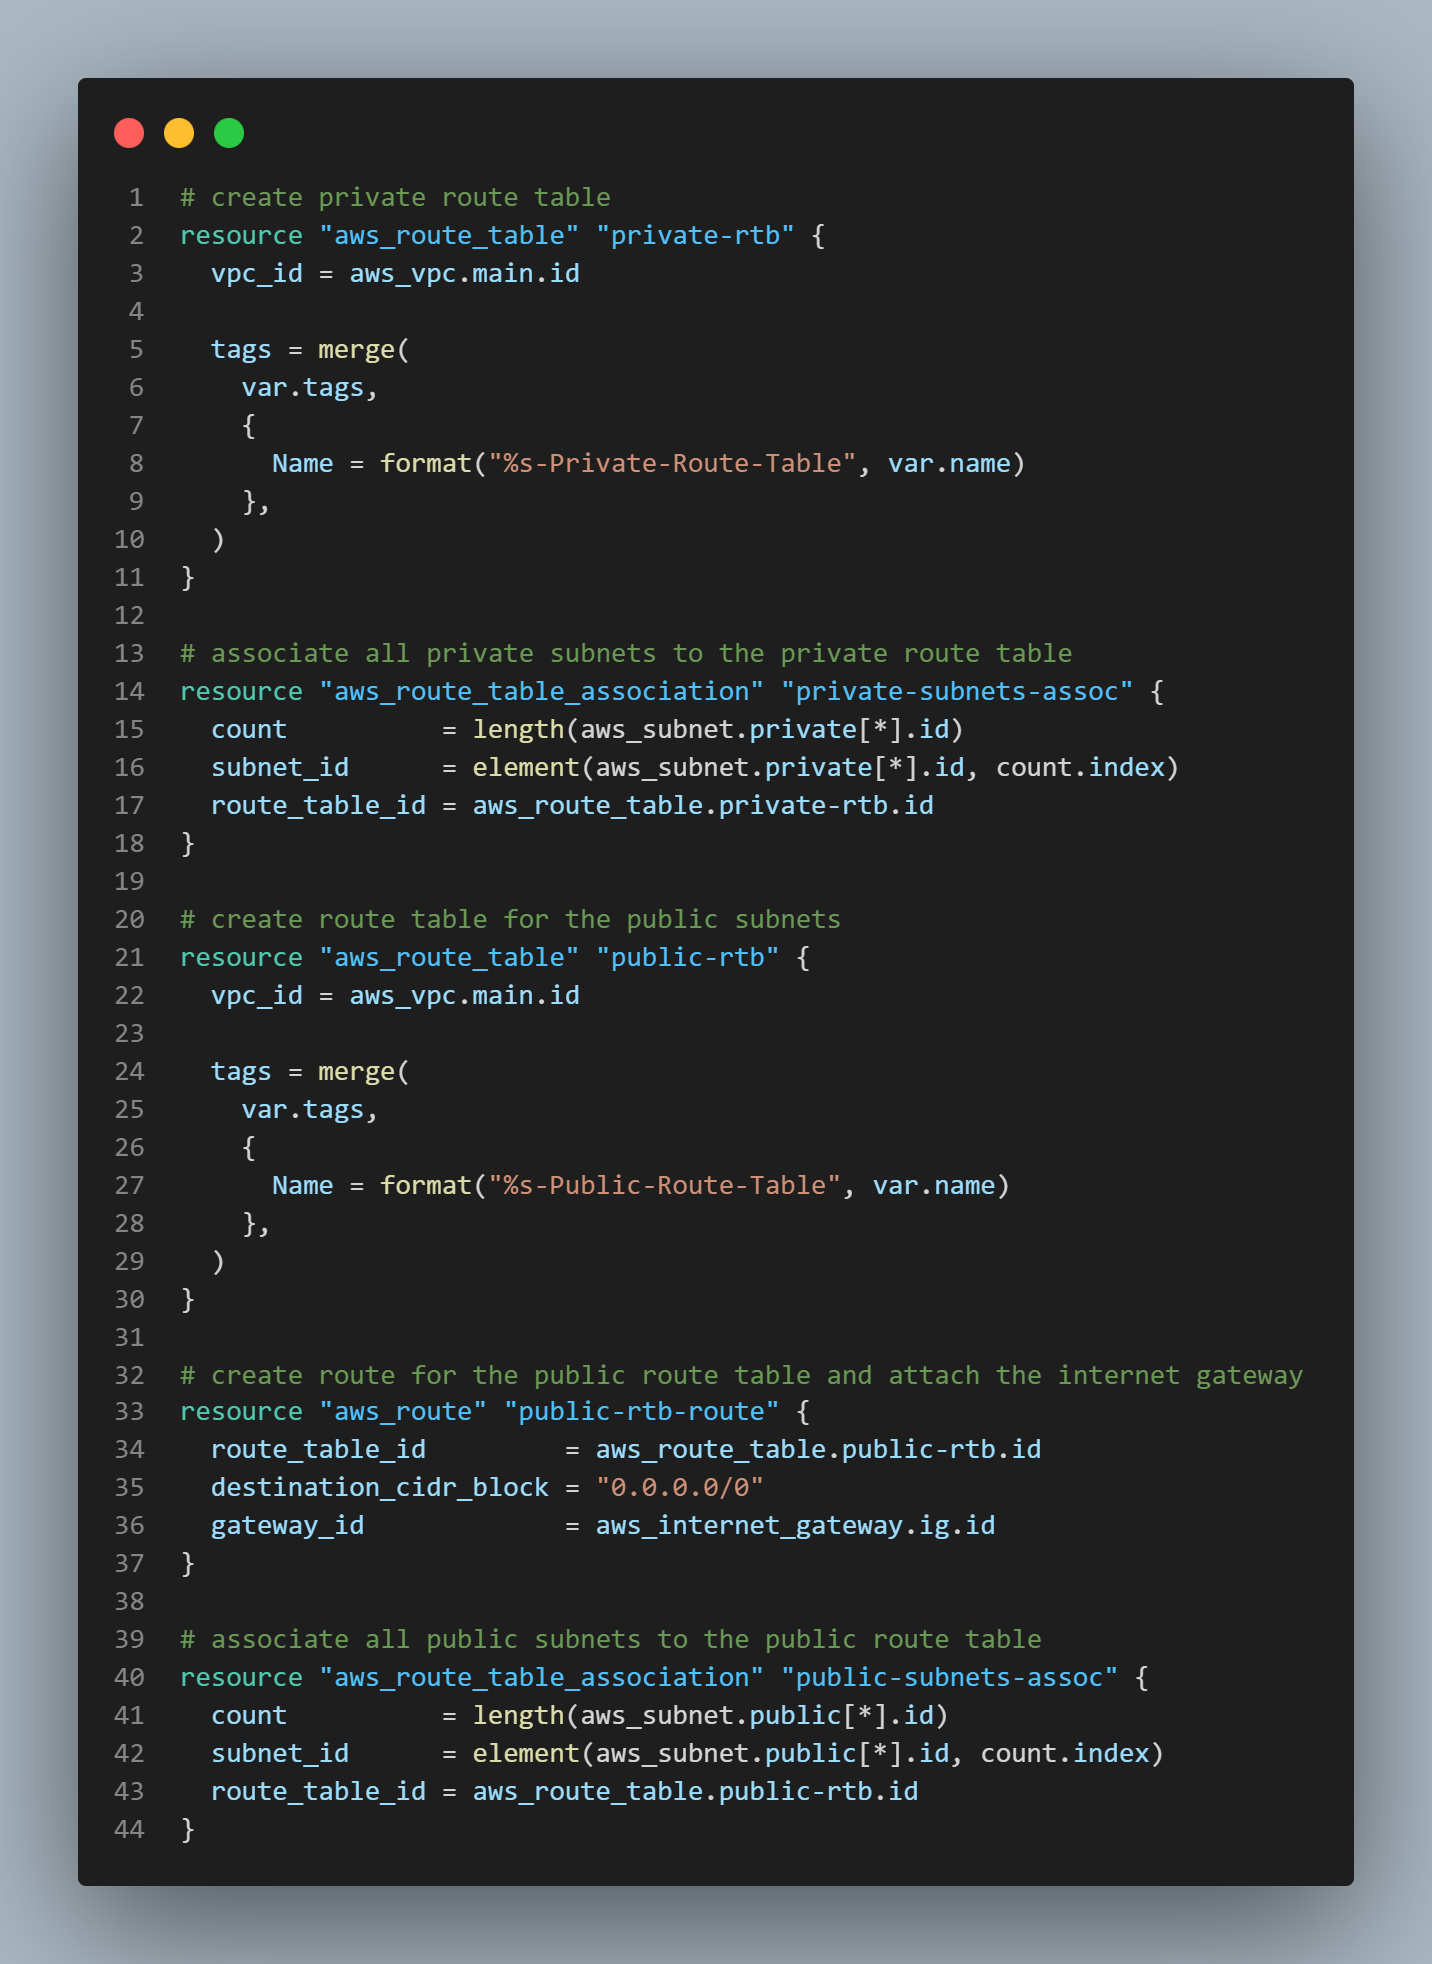 1 # create private route table
2 resource "aws_route_table" "private-rtb" {
3   vpc_id = aws_vpc.main.id
4
5   tags = merge(
6     var.tags,
7     {
8       Name = format("%s-Private-Route-Table", var.name)
9     },
10   )
11 }
12
13 # associate all private subnets to the private route table
14 resource "aws_route_table_association" "private-subnets-assoc" {
15   count          = length(aws_subnet.private[*].id)
16   subnet_id      = element(aws_subnet.private[*].id, count.index)
17   route_table_id = aws_route_table.private-rtb.id
18 }
19
20 # create route table for the public subnets
21 resource "aws_route_table" "public-rtb" {
22   vpc_id = aws_vpc.main.id
23
24   tags = merge(
25     var.tags,
26     {
27       Name = format("%s-Public-Route-Table", var.name)
28     },
29   )
30 }
31
32 # create route for the public route table and attach the internet gateway
33 resource "aws_route" "public-rtb-route" {
34   route_table_id         = aws_route_table.public-rtb.id
35   destination_cidr_block = "0.0.0.0/0"
36   gateway_id             = aws_internet_gateway.ig.id
37 }
38
39 # associate all public subnets to the public route table
40 resource "aws_route_table_association" "public-subnets-assoc" {
41   count          = length(aws_subnet.public[*].id)
42   subnet_id      = element(aws_subnet.public[*].id, count.index)
43   route_table_id = aws_route_table.public-rtb.id
44 }